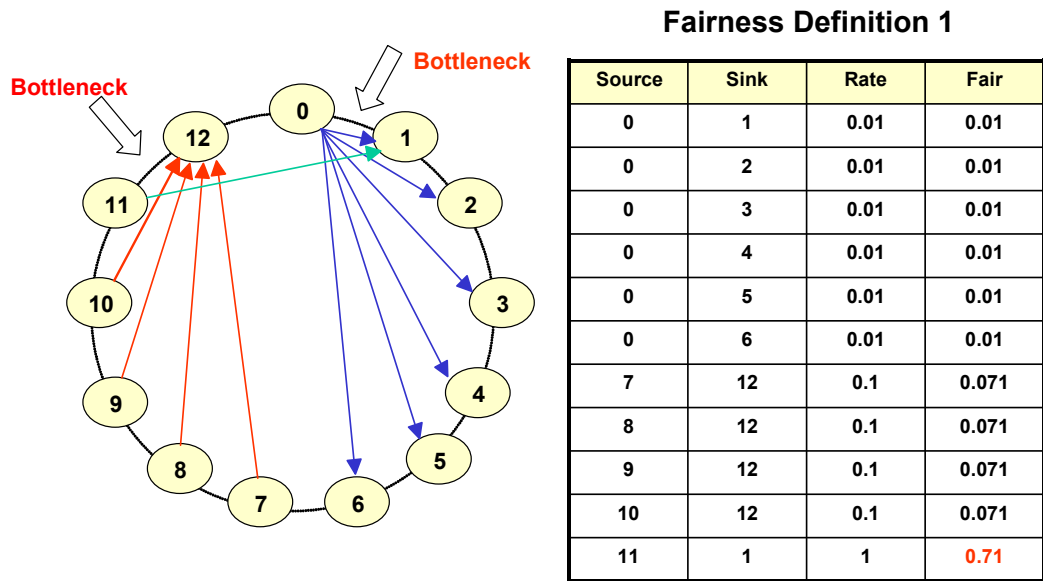 Fairness Definition 1
Bottleneck
Bottleneck
0
1
2
3
4
5
6
7
8
9
10
11
12
Source Sink Rate Fair
0 1 0.01 0.01
0 2 0.01 0.01
0 3 0.01 0.01
0 4 0.01 0.01
0 5 0.01 0.01
0 6 0.01 0.01
7 12 0.1 0.071
8 12 0.1 0.071
9 12 0.1 0.071
10 12 0.1 0.071
11 1 1 0.71